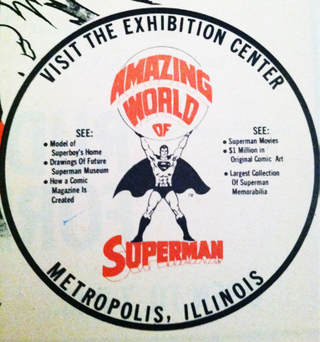 VISIT THE EXHIBITION CENTER
AMAZING
WORLD
OF
SUPERMAN
SEE:
• Model of
Superboy's Home
• Drawings Of Future
Superman Museum
• How a Comic
Magazine Is
Created
SEE:
• Superman Movies
• $1 Million in
Original Comic Art
• Largest Collection
Of Superman
Memorabilia
METROPOLIS, ILLINOIS